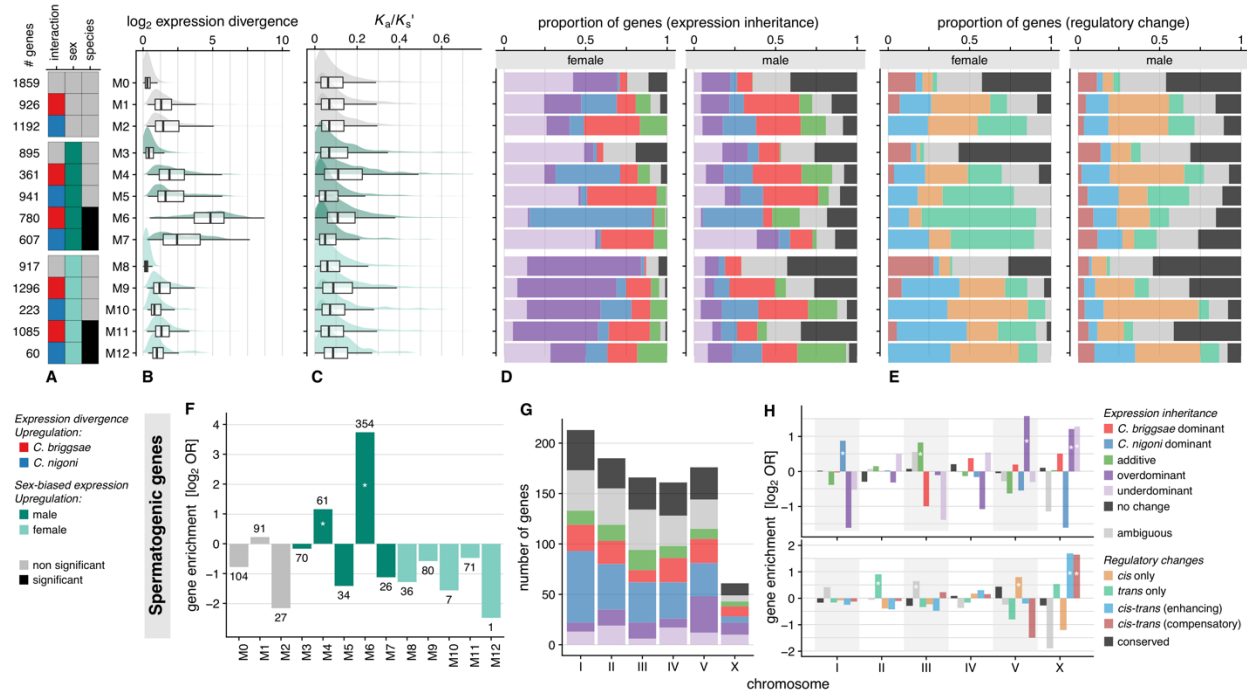 # genes
interaction
sex
species
log2 expression divergence
0 5 10
Ka/Ks'
0 0.2 0.4 0.6
proportion of genes (expression inheritance)
0 0.5 1 0 0.5 1
female male
proportion of genes (regulatory change)
0 0.5 1 0 0.5 1
female male
1859 M0
926 M1
1192 M2
895 M3
361 M4
941 M5
780 M6
607 M7
917 M8
1296 M9
223 M10
1085 M11
60 M12
A B C D E
Expression divergence
Upregulation:
C. briggsae
C. nigoni
Sex-biased expression
Upregulation:
male
female
non significant
significant
Spermatogenic genes
F
gene enrichment [log2 OR]
4
3
2
1
0
-1
-2
104 91 27 70 61 34 354 26 36 80 7 71 1
* *
M0 M1 M2 M3 M4 M5 M6 M7 M8 M9 M10 M11 M12
G
number of genes
200
150
100
50
0
I II III IV V X
chromosome
H
gene enrichment [log2 OR]
1
0
-1
* * * * *
2
1
0
-1
-2
* * * * *
I II III IV V X
Expression inheritance
C. briggsae dominant
C. nigoni dominant
additive
overdominant
underdominant
no change
ambiguous
Regulatory changes
cis only
trans only
cis-trans (enhancing)
cis-trans (compensatory)
conserved